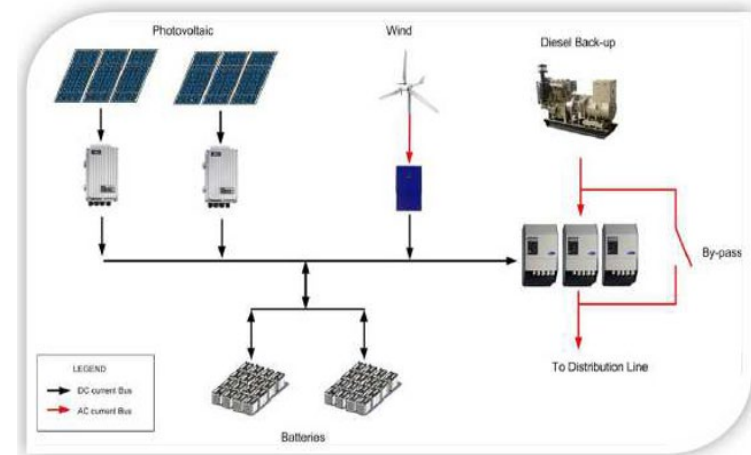 Photovoltaic
Wind
Diesel Back-up
By-pass
To Distribution Line
LEGEND
DC current Bus
AC current Bus
Batteries